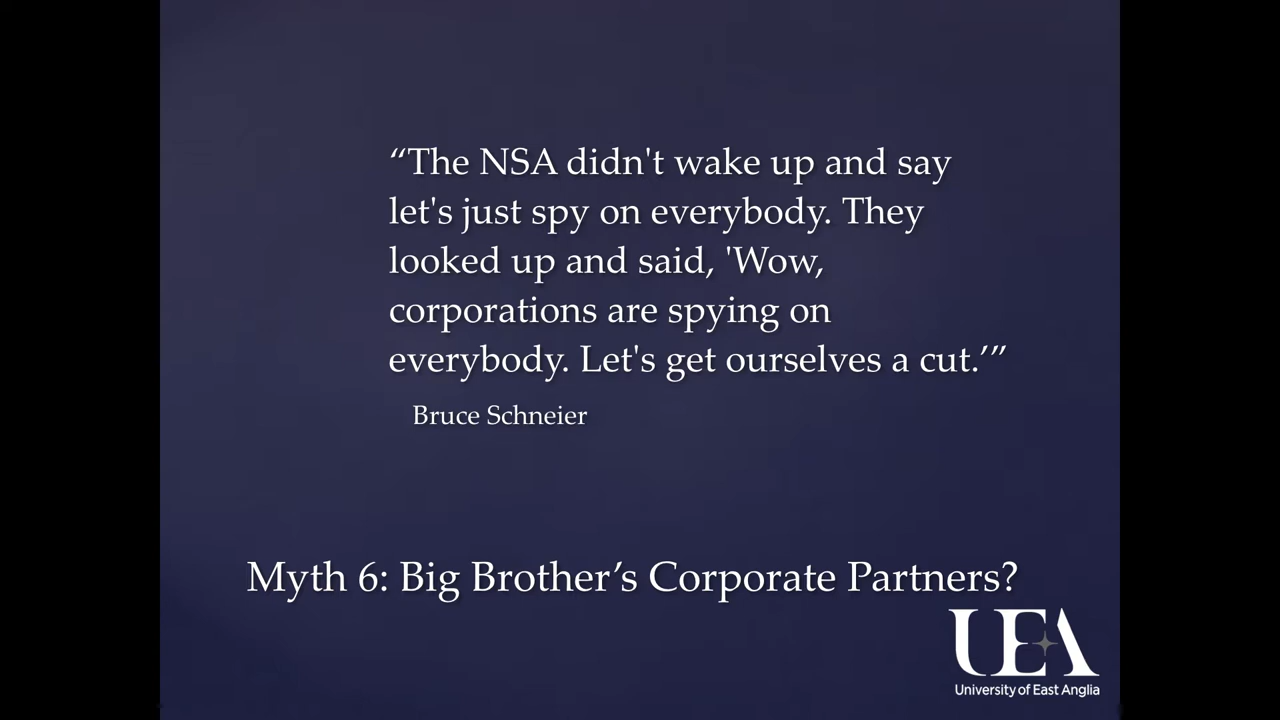 “The NSA didn't wake up and say
let's just spy on everybody. They
looked up and said, 'Wow,
corporations are spying on
everybody. Let's get ourselves a cut.’”
Bruce Schneier
Myth 6: Big Brother’s Corporate Partners?
UEA
University of East Anglia